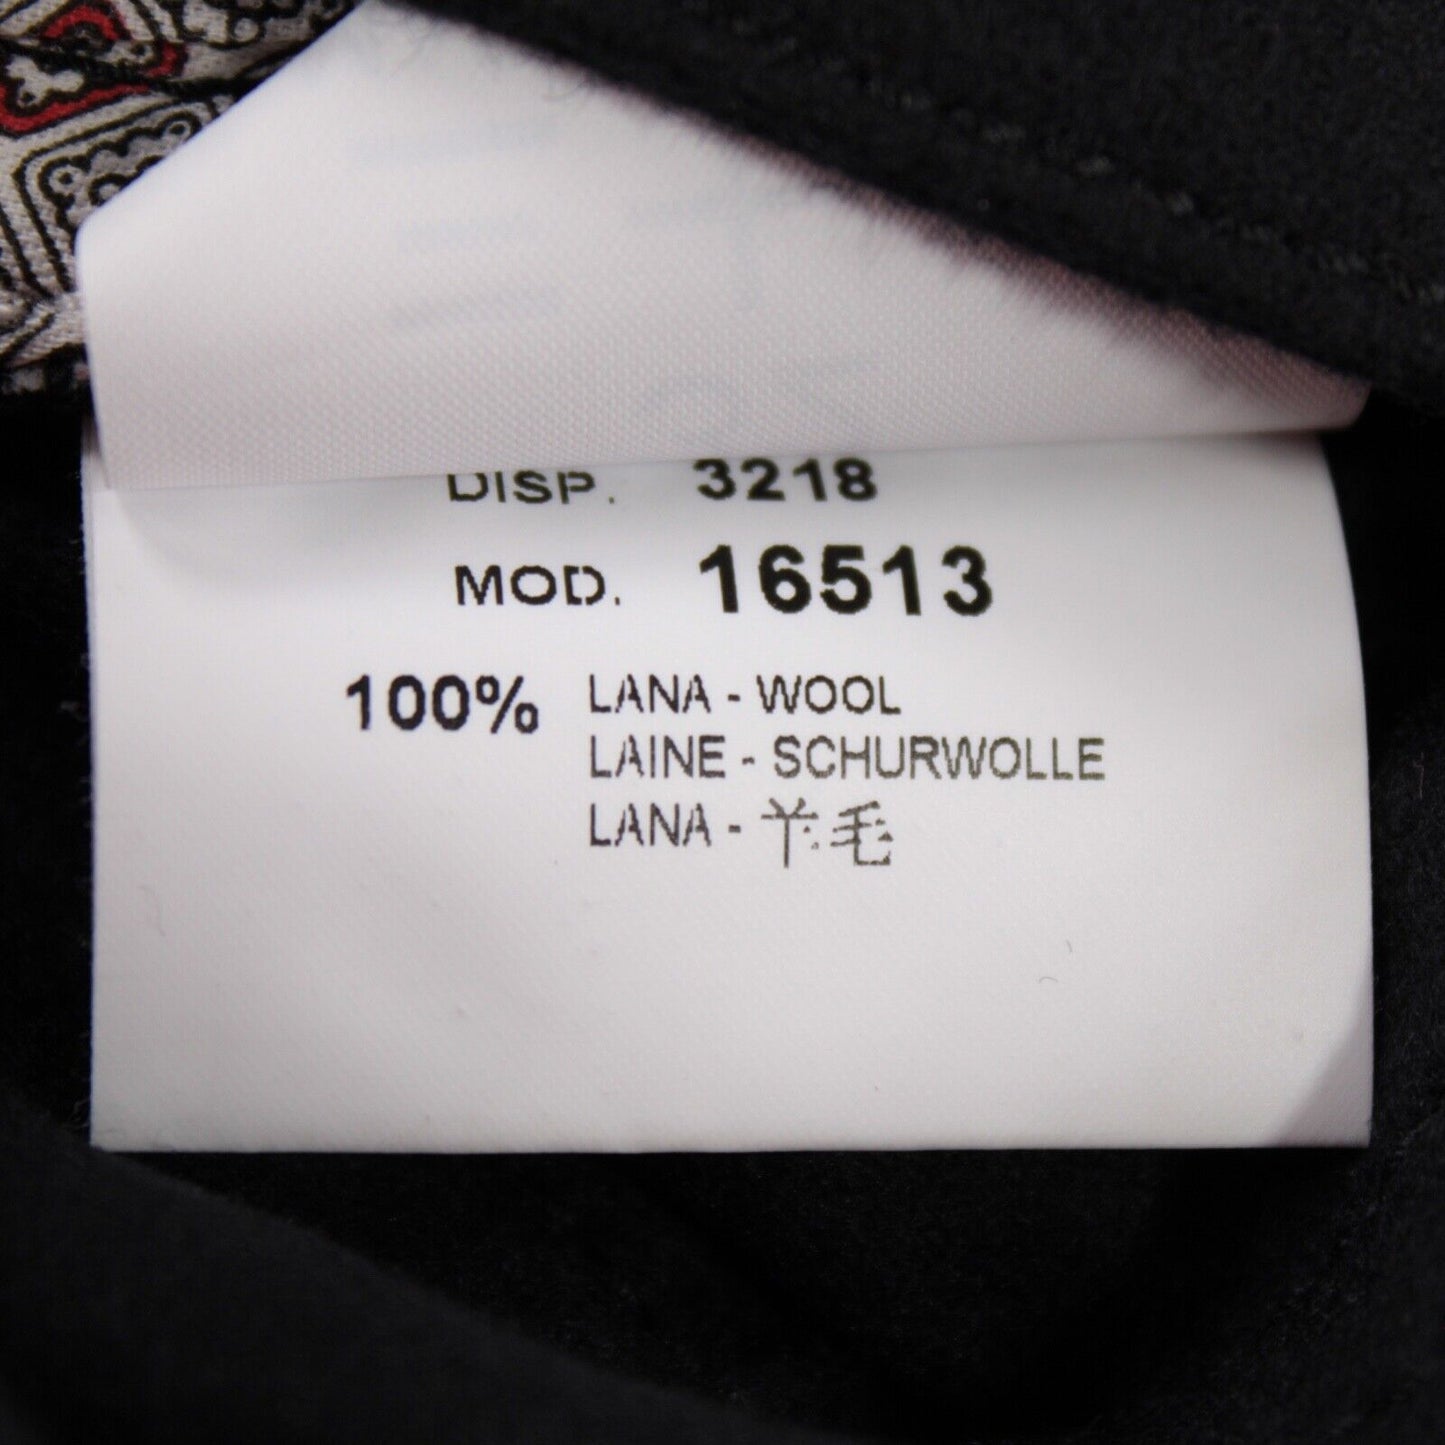 DISP. 3218
MOD. 16513
100% LANA - WOOL
LAINE - SCHURWOLLE
LANA - 羊毛